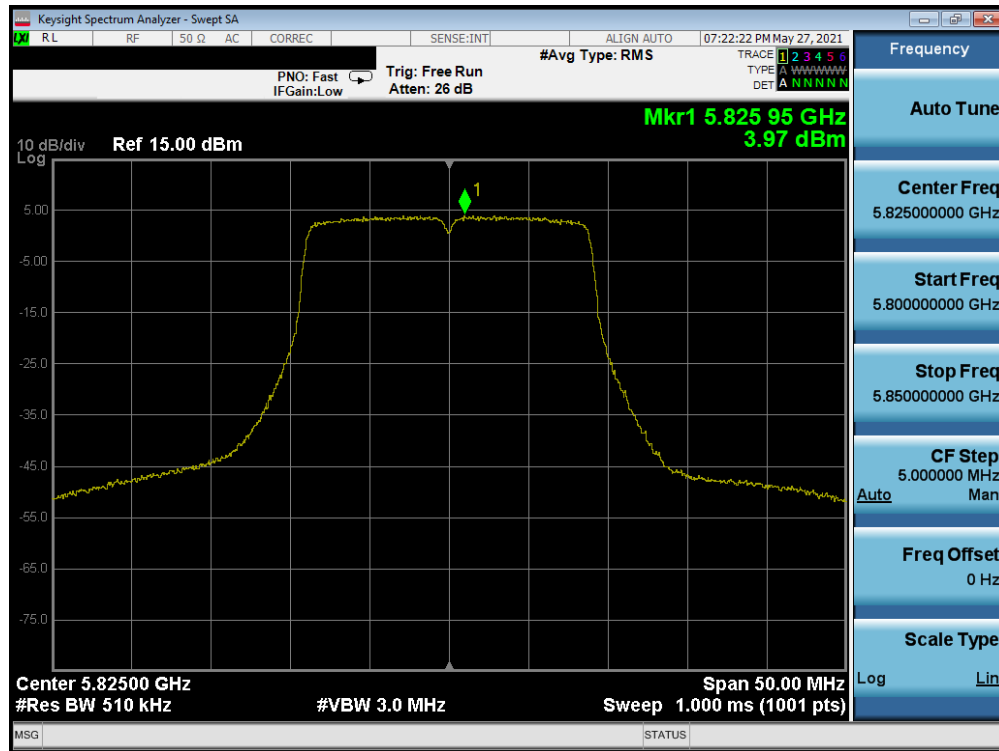 Keysight Spectrum Analyzer - Swept SA
LXI RL RF 50 Ω AC CORREC SENSE:INT ALIGN AUTO 07:22:22 PM May 27, 2021
#Avg Type: RMS
TRACE 1 2 3 4 5 6
TYPE A WWWWW
DET A N N N N N
PNO: Fast
IFGain:Low
Trig: Free Run
Atten: 26 dB
Mkr1 5.825 95 GHz
3.97 dBm
10 dB/div Ref 15.00 dBm
Log
1
5.00
-5.00
-15.0
-25.0
-35.0
-45.0
-55.0
-65.0
-75.0
Center 5.82500 GHz Span 50.00 MHz
#Res BW 510 kHz #VBW 3.0 MHz Sweep 1.000 ms (1001 pts)
MSG STATUS
Frequency
Auto Tune
Center Freq
5.825000000 GHz
Start Freq
5.800000000 GHz
Stop Freq
5.850000000 GHz
CF Step
5.000000 MHz
Auto Man
Freq Offset
0 Hz
Scale Type
Log Lin